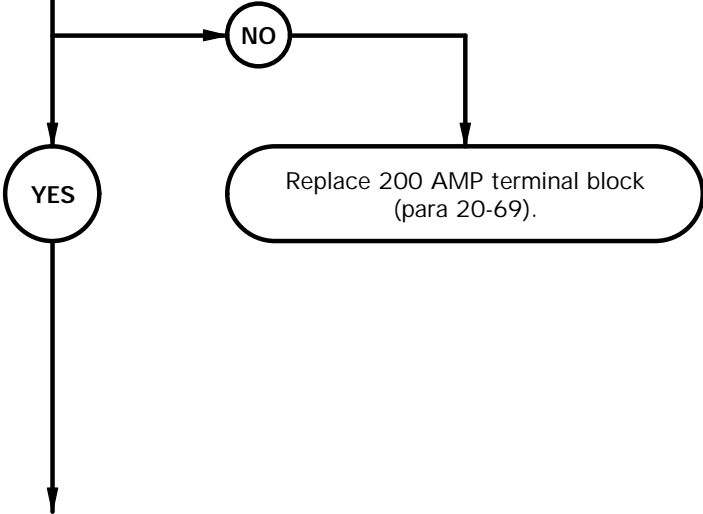 NO
YES
Replace 200 AMP terminal block
(para 20-69).